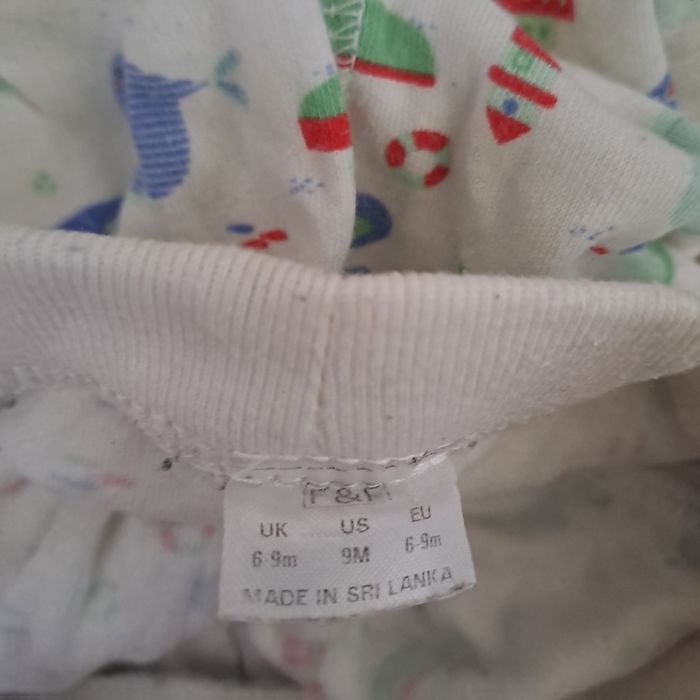 F&F
UK US EU
6-9m 9M 6-9m
MADE IN SRI LANKA